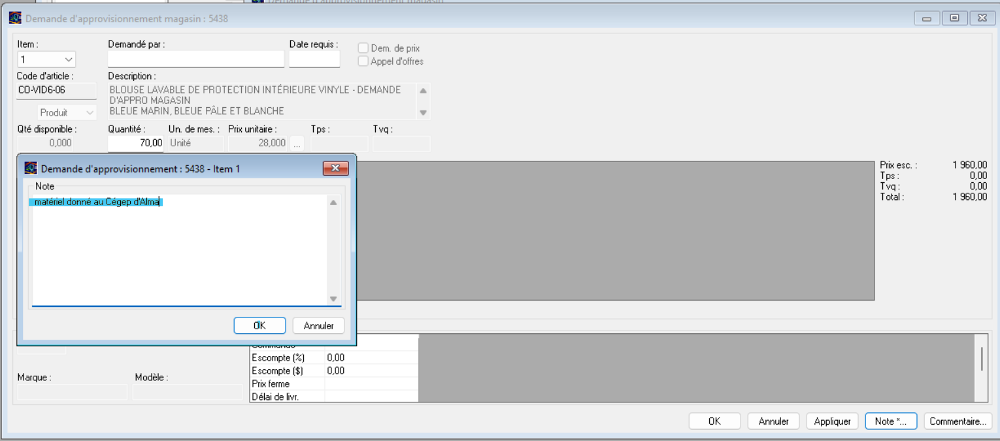 Demande d'approvisionnement magasin
Demande d'approvisionnement magasin : 5438
Item :
Demandé par :
Date requis :
Dem. de prix
1
Appel d'offres
Code d'article :
Description :
CO-VID6-06
BLOUSE LAVABLE DE PROTECTION INTÉRIEURE VINYLE - DEMANDE
D'APPRO MAGASIN
BLEUE MARIN, BLEUE PÂLE ET BLANCHE
Produit
Qté disponible :
Quantité :
Un. de mes. :
Prix unitaire :
Tps :
Tvq :
0,000
70,00
Unité
28,000
...
Demande d'approvisionnement : 5438 - Item 1
Note
matériel donné au Cégep d'Alma
OK
Annuler
Prix esc. : 1 960,00
Tps : 0,00
Tvq : 0,00
Total : 1 960,00
Escompte (%) 0,00
Escompte ($) 0,00
Prix ferme
Délai de livr.
Marque :
Modèle :
OK
Annuler
Appliquer
Note *...
Commentaire...